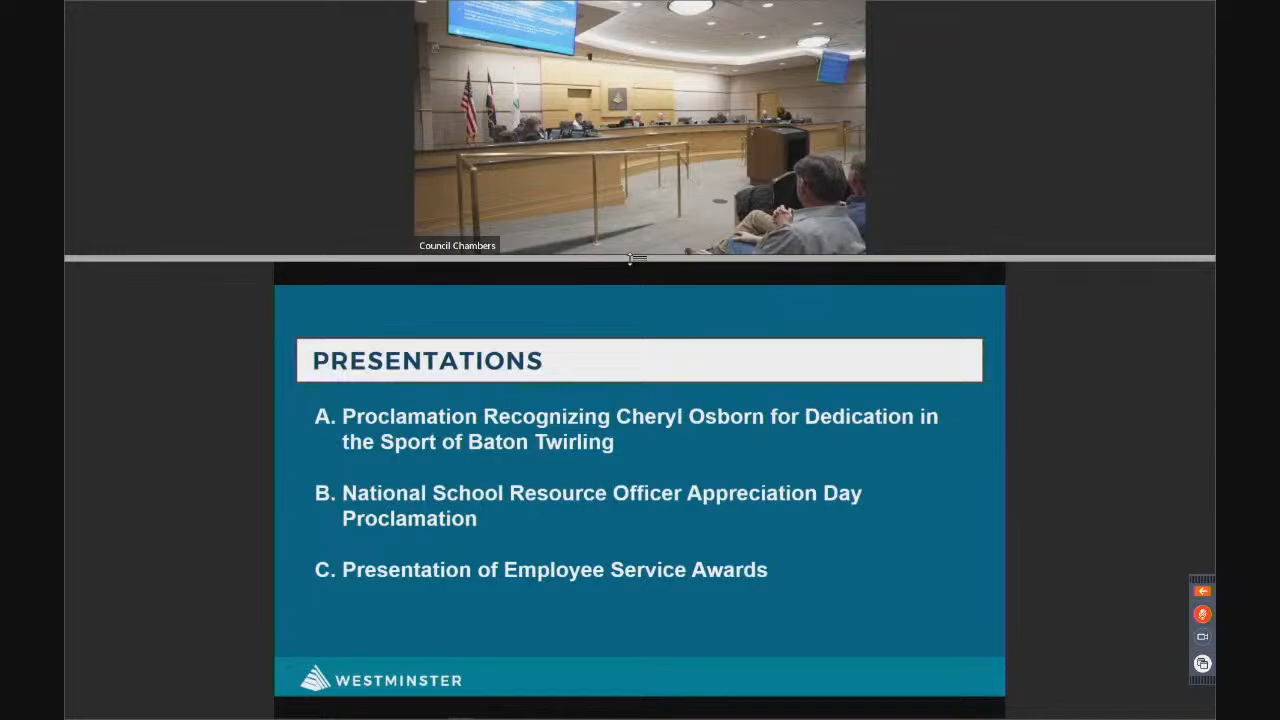 Council Chambers
PRESENTATIONS
A. Proclamation Recognizing Cheryl Osborn for Dedication in
the Sport of Baton Twirling
B. National School Resource Officer Appreciation Day
Proclamation
C. Presentation of Employee Service Awards
WESTMINSTER